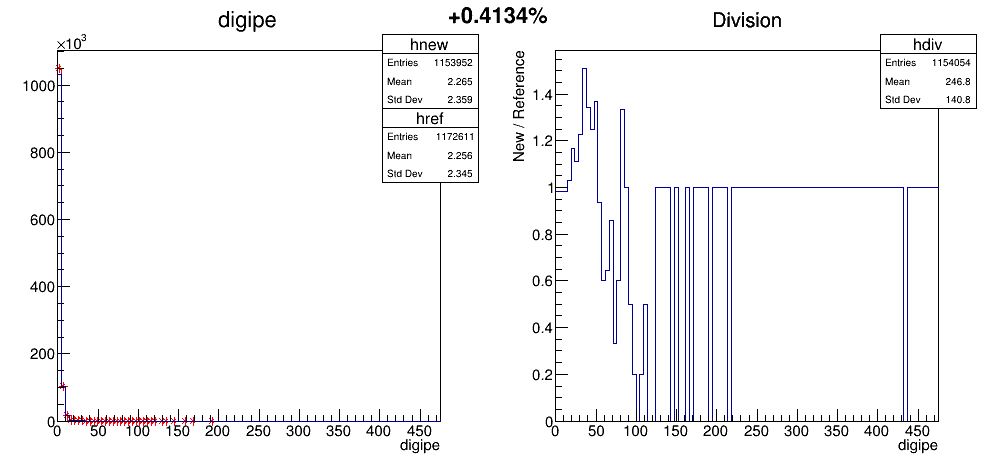 +0.4134%
digipe
×10³
hnew
Entries 1153952
Mean 2.265
Std Dev 2.359
href
Entries 1172611
Mean 2.256
Std Dev 2.345
1000
800
600
400
200
0
0 50 100 150 200 250 300 350 400 450
digipe
Division
hdiv
Entries 1154054
Mean 246.8
Std Dev 140.8
New / Reference
1.4
1.2
1
0.8
0.6
0.4
0.2
0
0 50 100 150 200 250 300 350 400 450
digipe